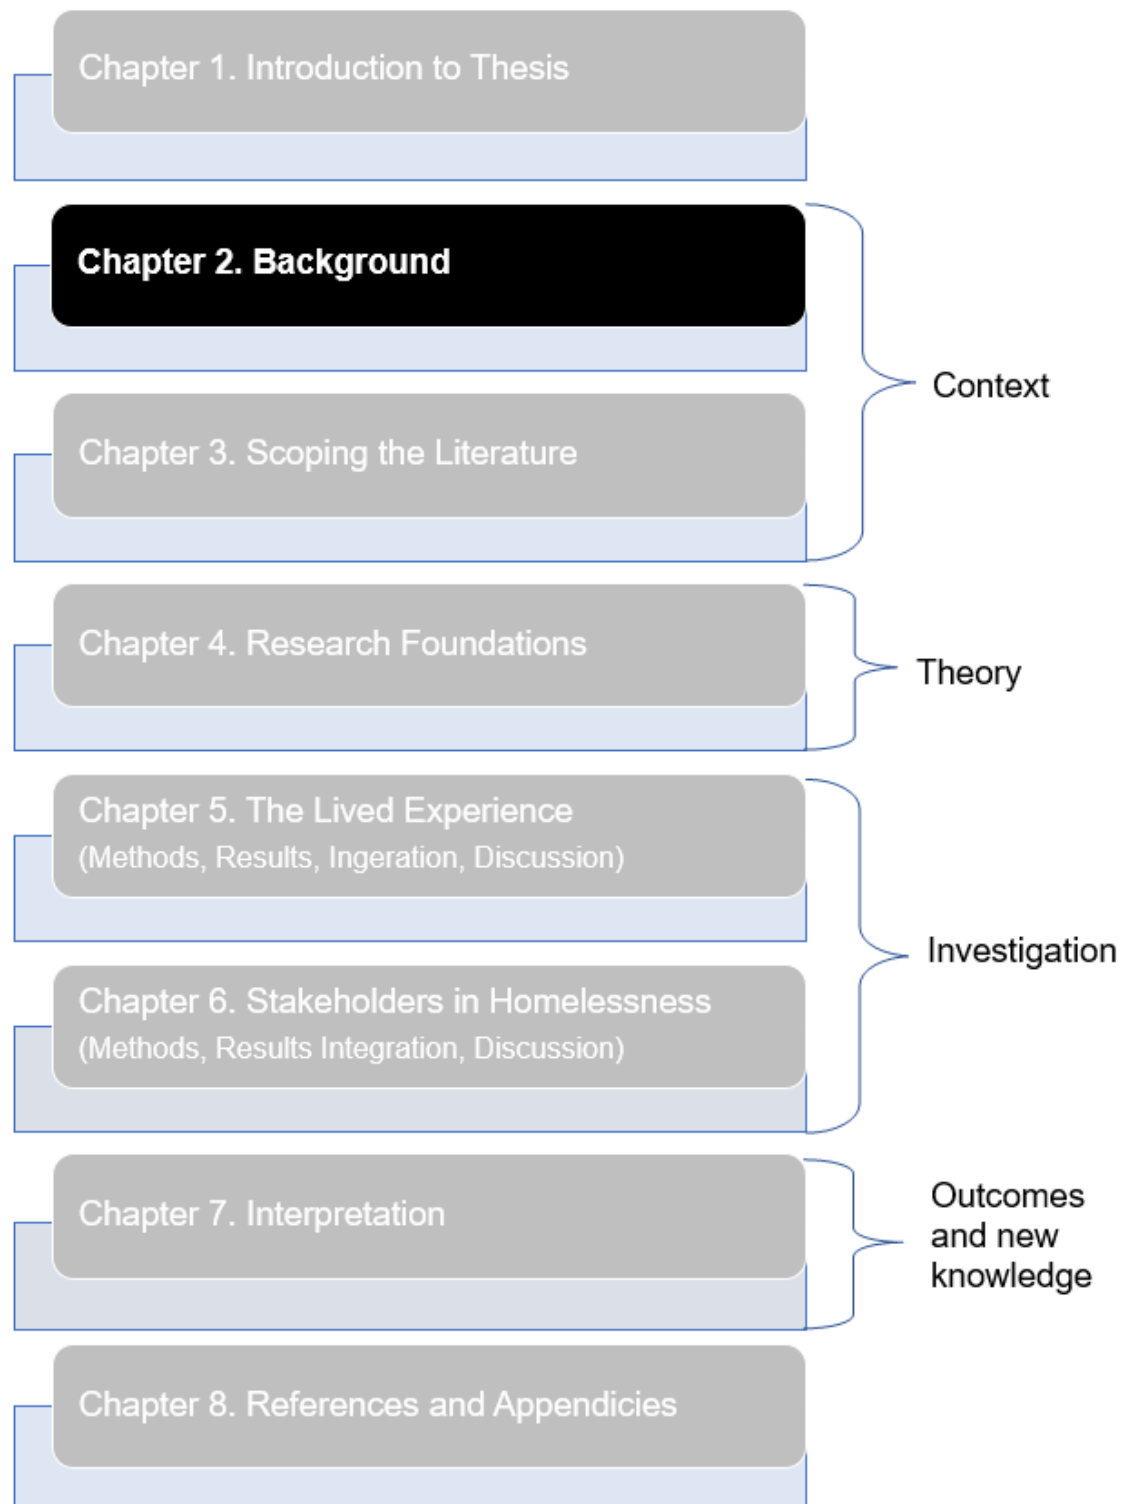 Chapter 1. Introduction to Thesis
Chapter 2. Background
Context
Chapter 3. Scoping the Literature
Chapter 4. Research Foundations
Theory
Chapter 5. The Lived Experience
(Methods, Results, Ingeration, Discussion)
Investigation
Chapter 6. Stakeholders in Homelessness
(Methods, Results Integration, Discussion)
Chapter 7. Interpretation
Outcomes
and new
knowledge
Chapter 8. References and Appendicies